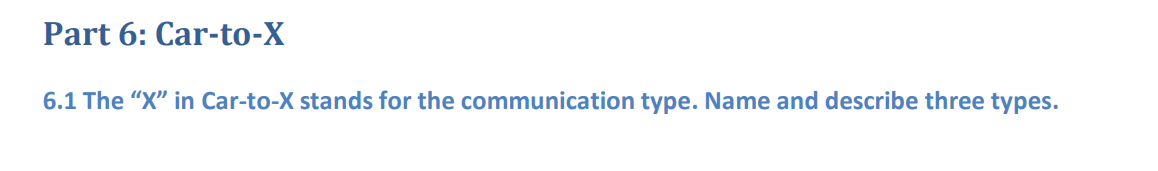 Part 6: Car-to-X
6.1 The “X” in Car-to-X stands for the communication type. Name and describe three types.